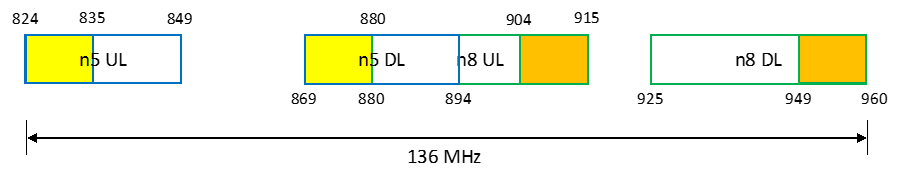 824 835 849 880 904 915
n5 UL n5 DL n8 UL n8 DL
869 880 894 925 949 960
136 MHz